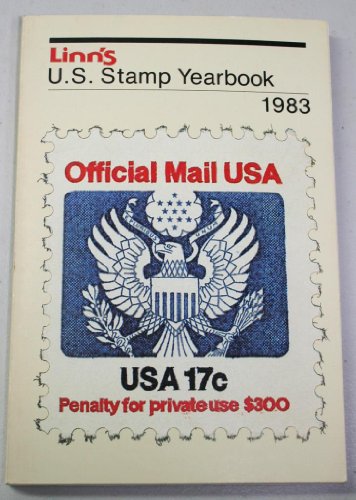 Linn's
U.S. Stamp Yearbook
1983
Official Mail USA
USA 17c
Penalty for private use $300